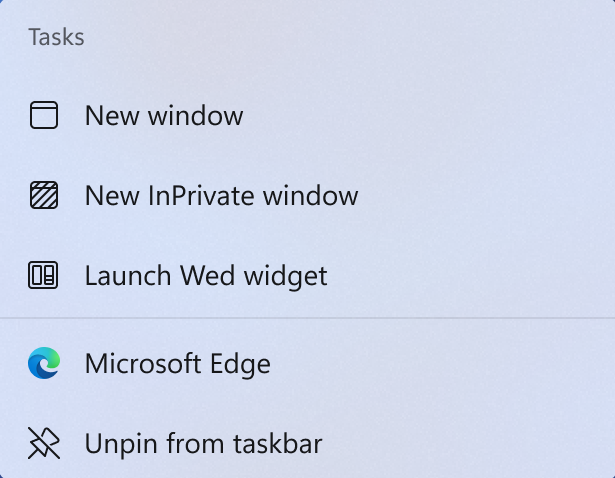 Tasks
New window
New InPrivate window
Launch Wed widget
Microsoft Edge
Unpin from taskbar